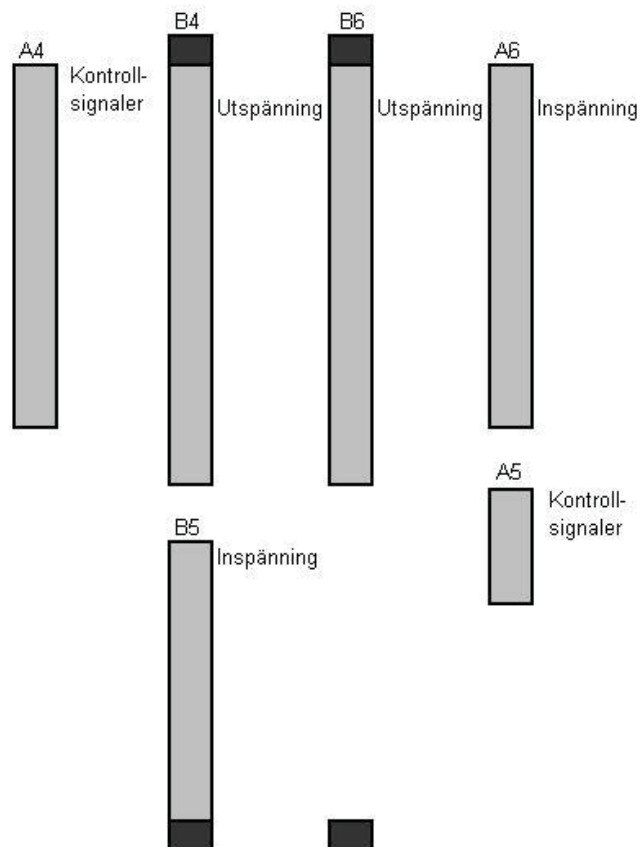 B4
B6
A4
A6
Kontroll-
signaler
Utspänning
Utspänning
Inspänning
A5
Kontroll-
signaler
B5
Inspänning